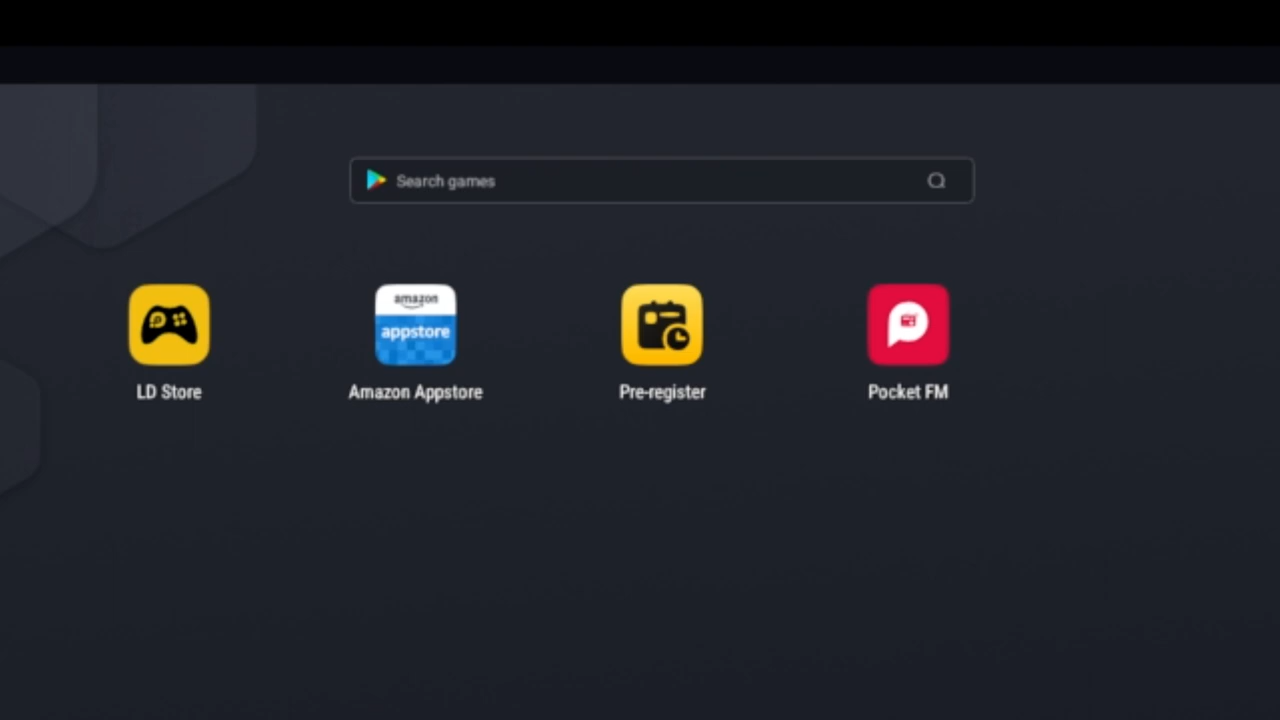 Search games
amazon
appstore
LD Store
Amazon Appstore
Pre-register
Pocket FM